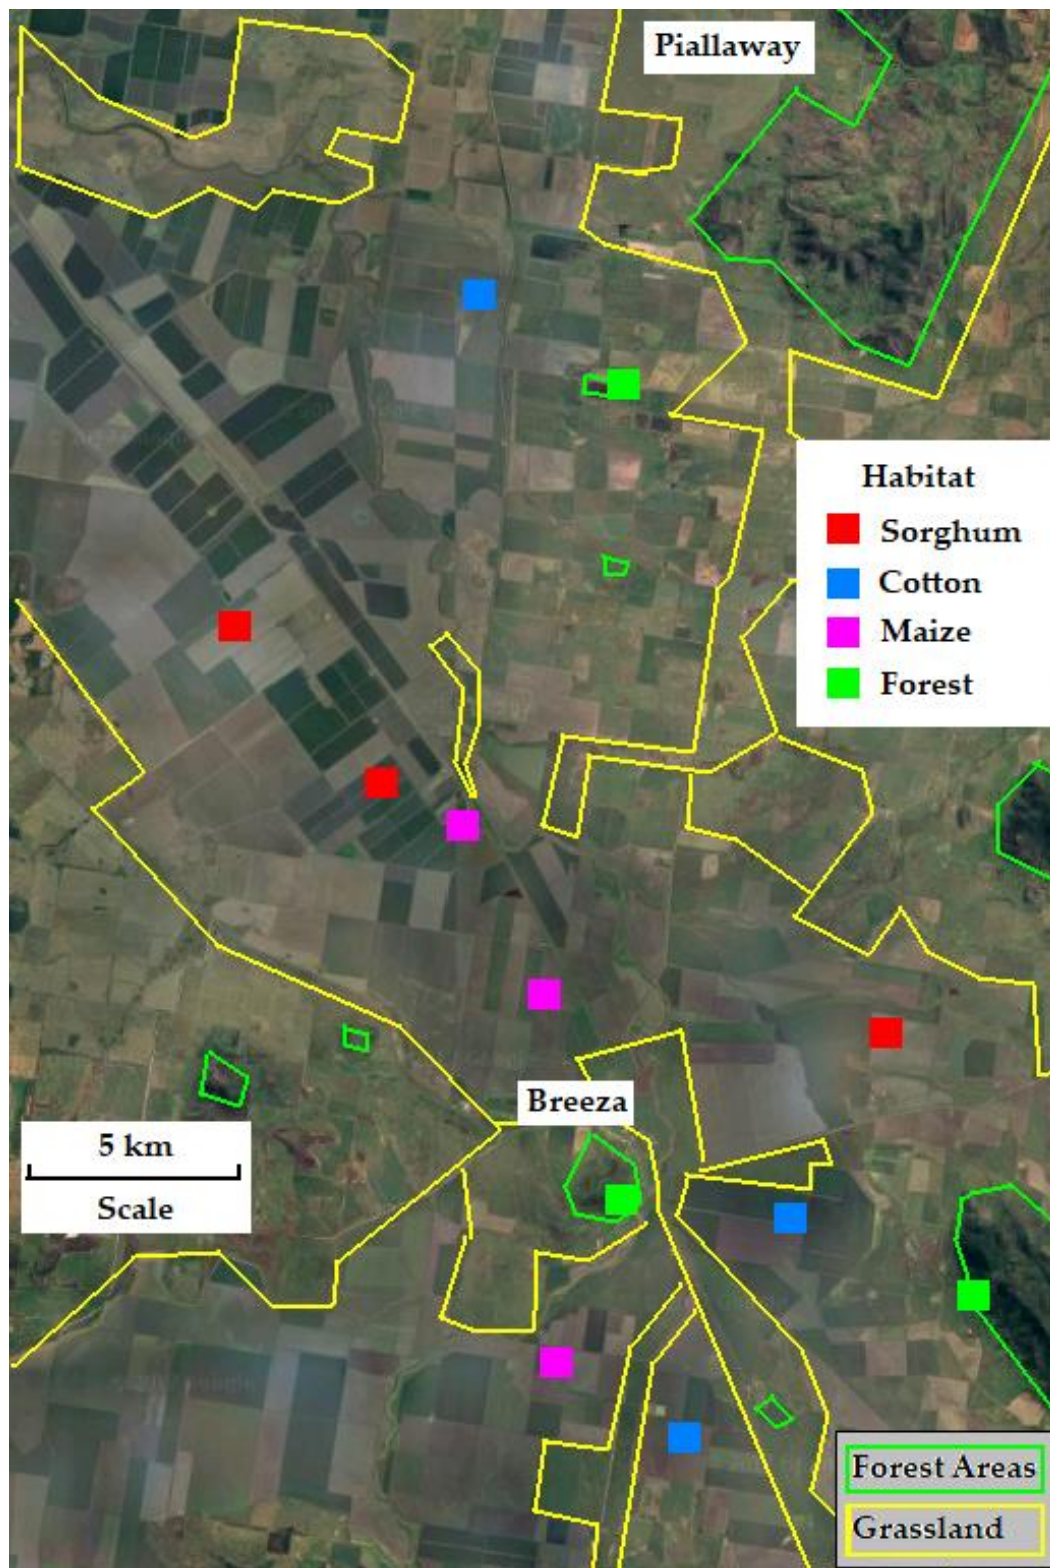 Piallaway
Habitat
Sorghum
Cotton
Maize
Forest
Breeza
5 km
Scale
Forest Areas
Grassland